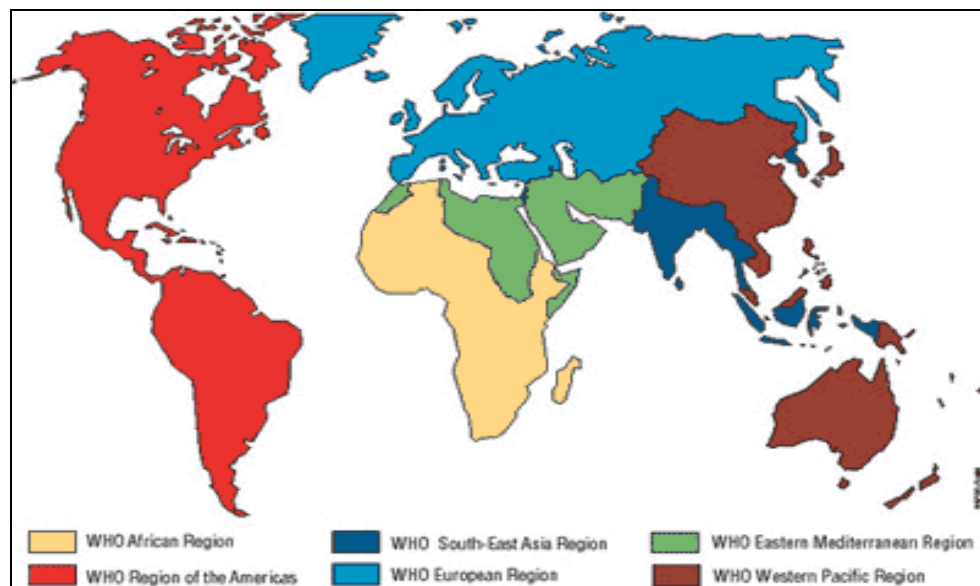 WHO African Region
WHO South-East Asia Region
WHO Eastern Mediterranean Region
WHO Region of the Americas
WHO European Region
WHO Western Pacific Region